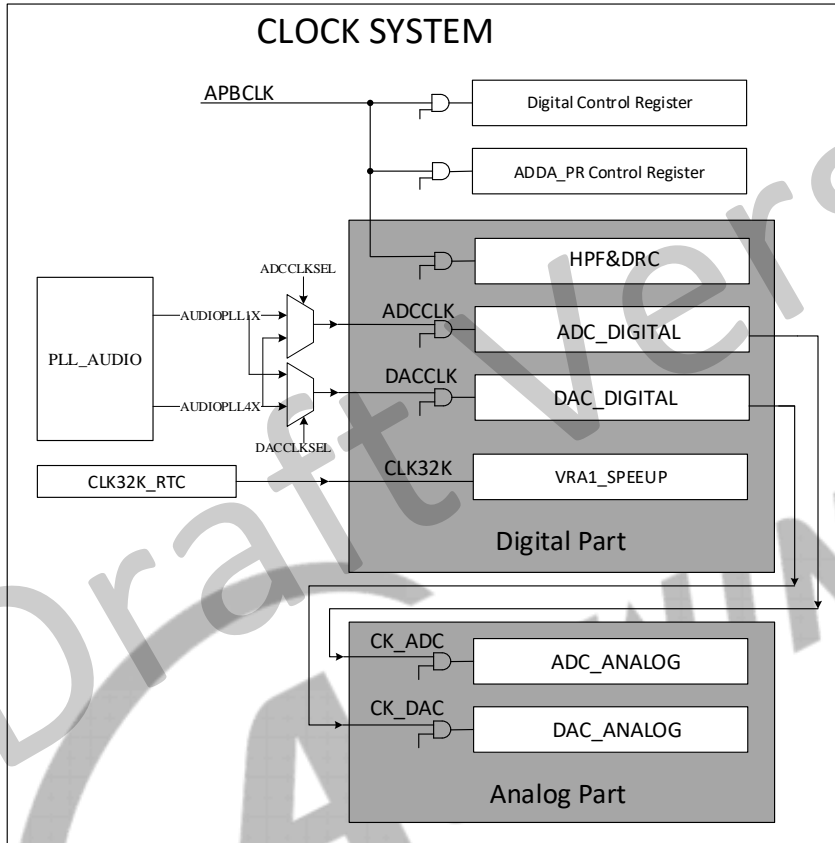 CLOCK SYSTEM
APBCLK
Digital Control Register
ADDA_PR Control Register
HPF&DRC
ADCCLKSEL
PLL_AUDIO
AUDIOPLL1X
ADCCLK
ADC_DIGITAL
AUDIOPLL4X
DACCLK
DAC_DIGITAL
DACCLKSEL
CLK32K_RTC
CLK32K
VRA1_SPEEUP
Digital Part
CK_ADC
ADC_ANALOG
CK_DAC
DAC_ANALOG
Analog Part
Draft Vers